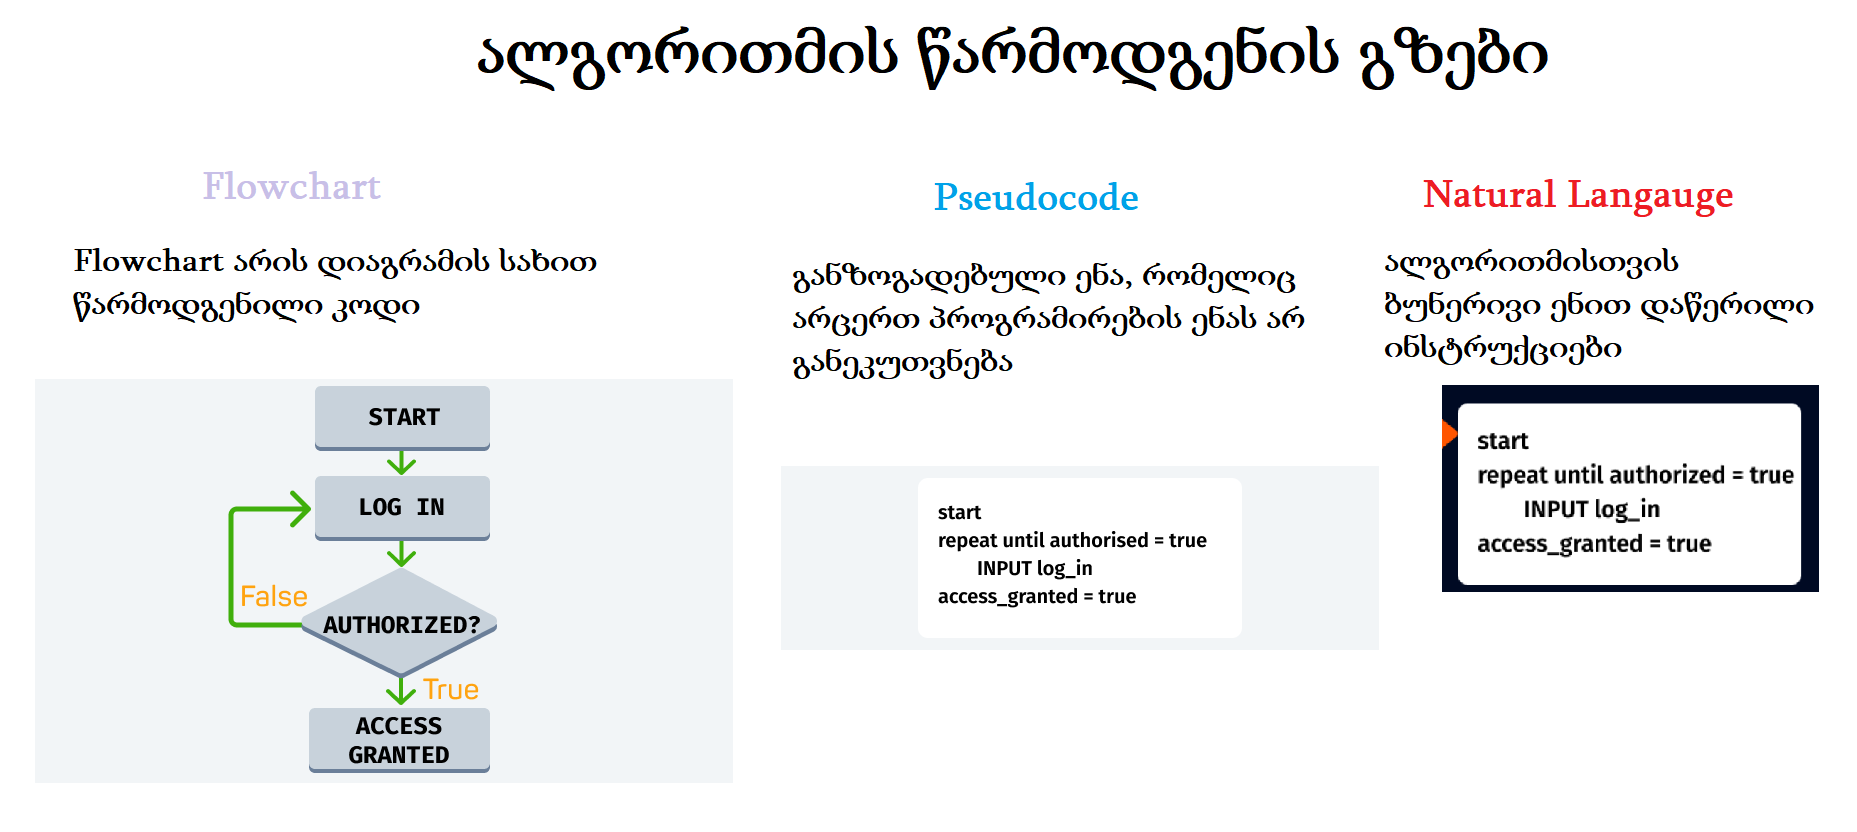 ალგორითმის წარმოდგენის გზები
Flowchart
Flowchart არის დიაგრამის სახით
წარმოდგენილი კოდი
START
LOG IN
False
AUTHORIZED?
True
ACCESS
GRANTED
Pseudocode
განზოგადებული ენა, რომელიც
არცერთ პროგრამირების ენას არ
განეკუთვნება
start
repeat until authorised = true
INPUT log_in
access_granted = true
Natural Langauge
ალგორითმისთვის
ბუნერივი ენით დაწერილი
ინსტრუქციები
start
repeat until authorized = true
INPUT log_in
access_granted = true